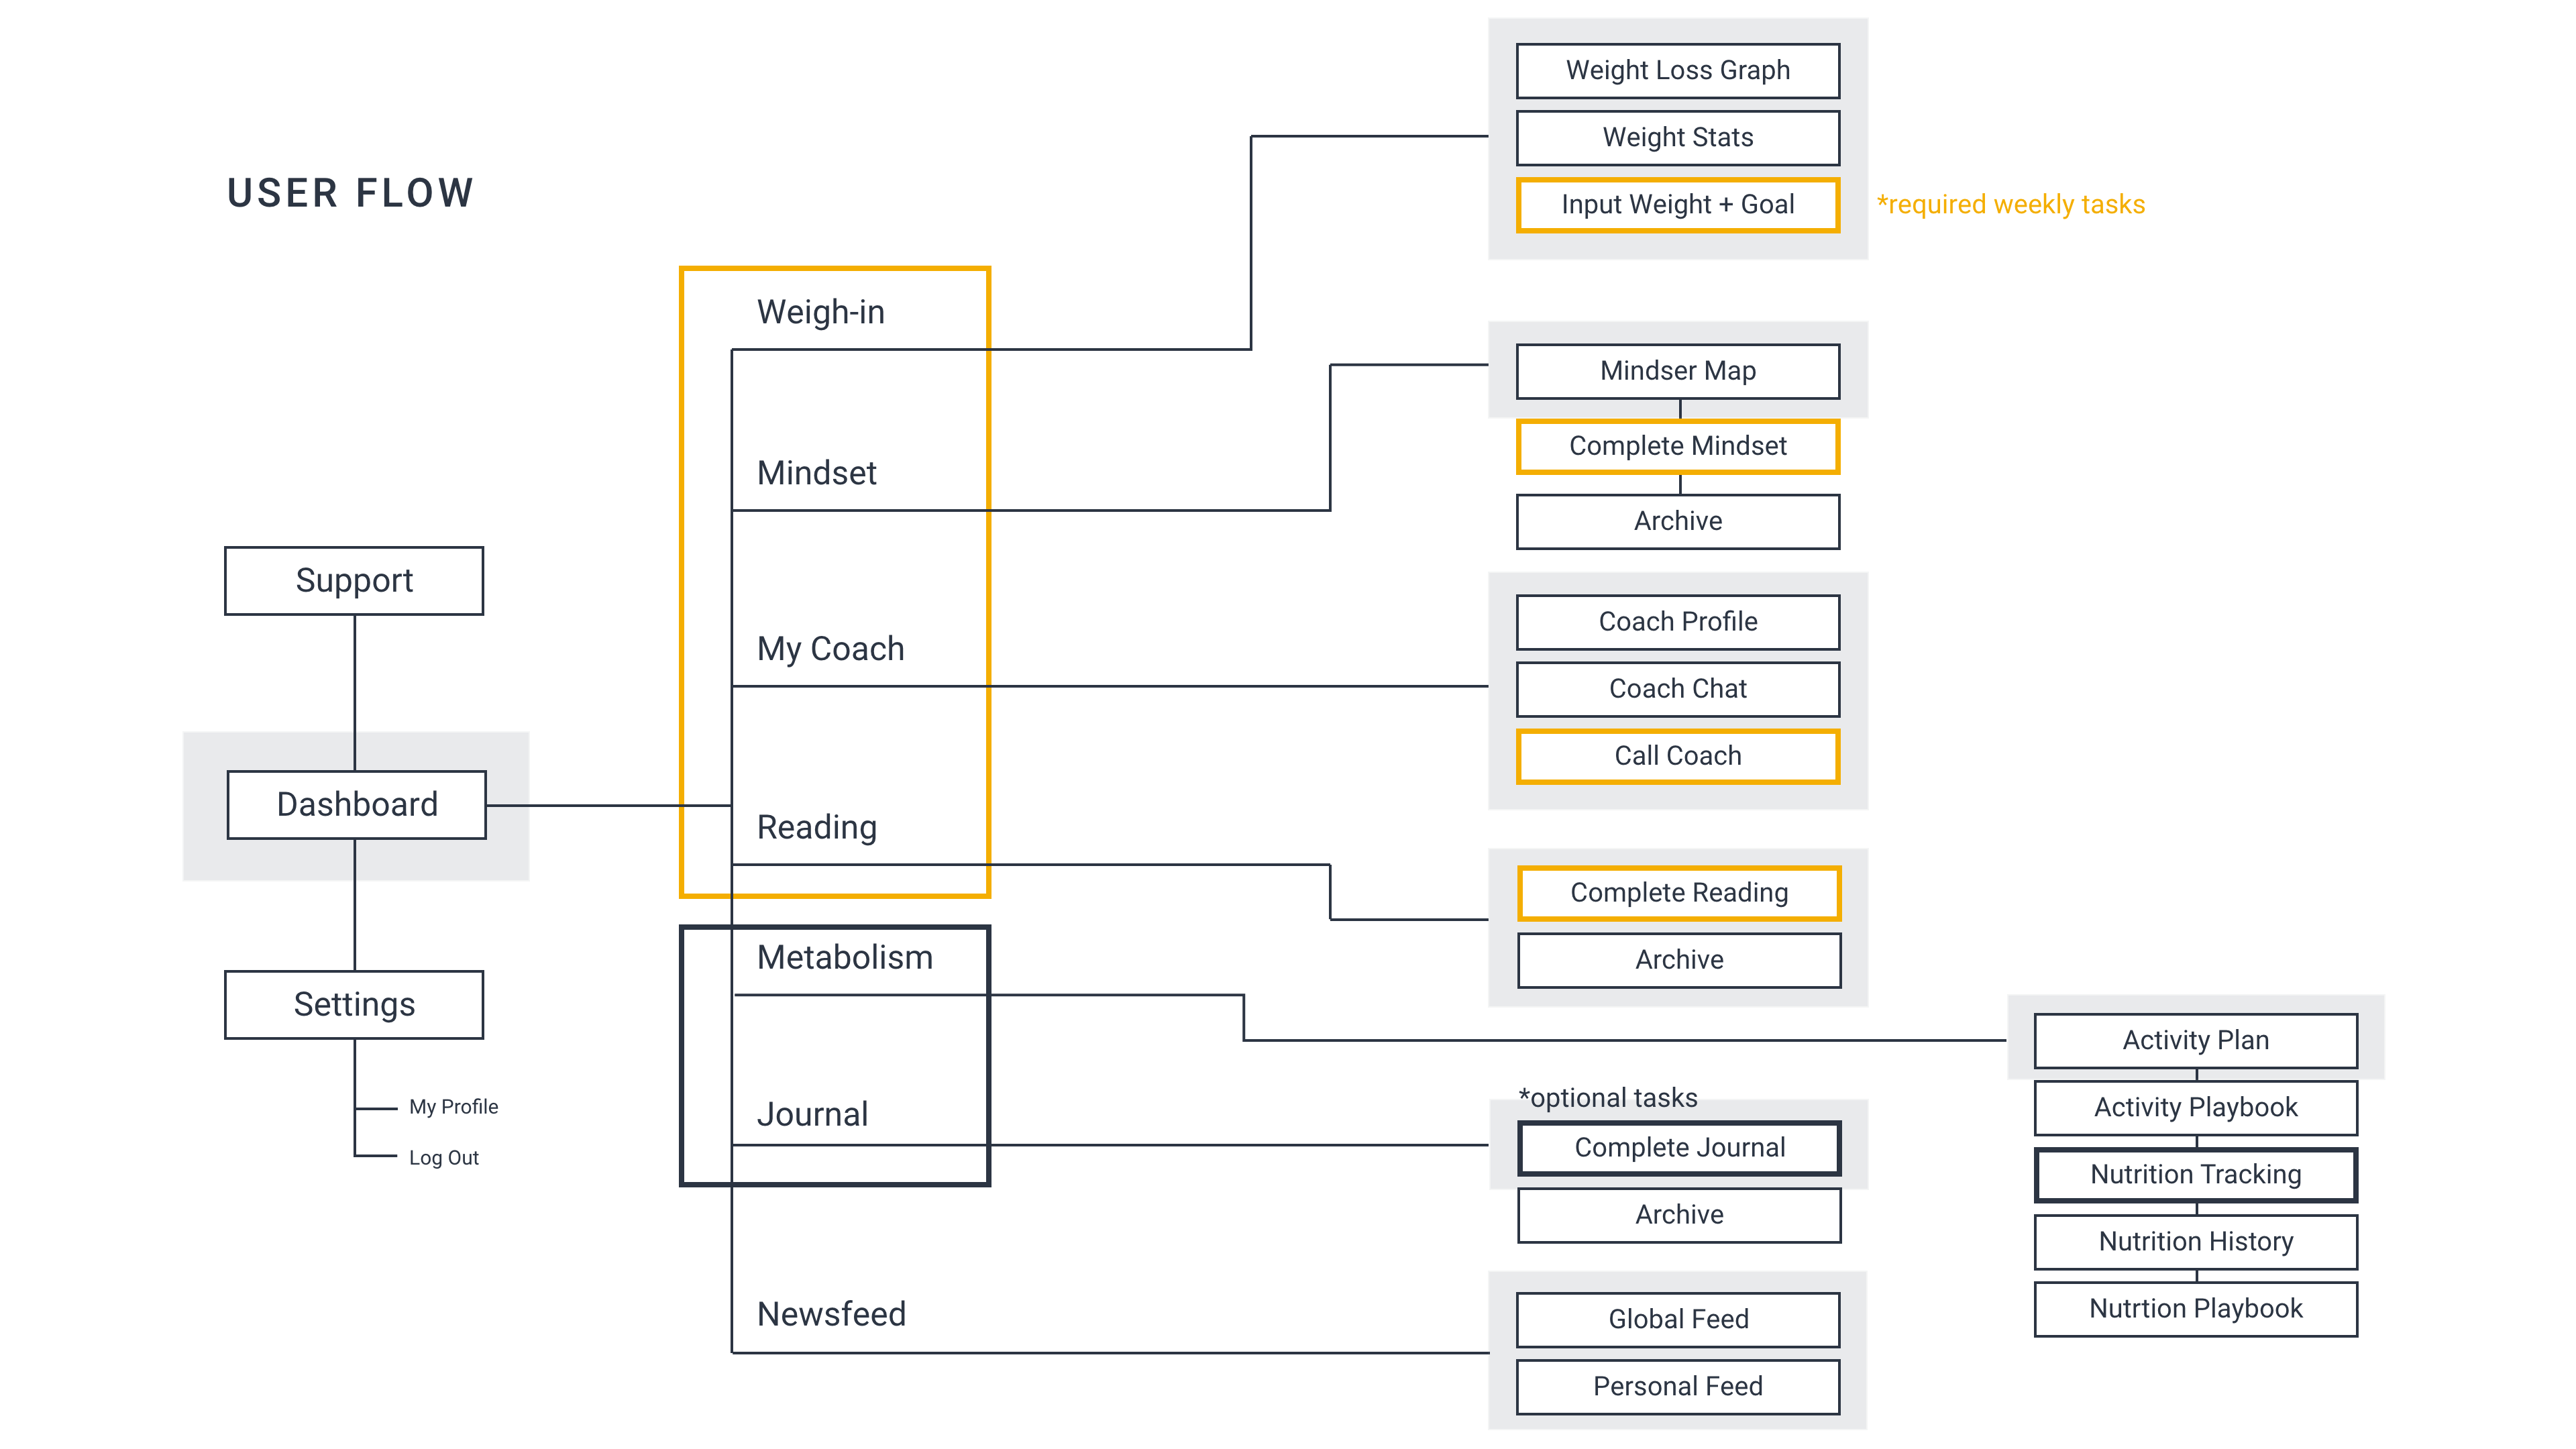 USER FLOW
Support
Dashboard
Settings
My Profile
Log Out
Weigh-in
Mindset
My Coach
Reading
Metabolism
Journal
Newsfeed
Weight Loss Graph
Weight Stats
Input Weight + Goal
*required weekly tasks
Mindser Map
Complete Mindset
Archive
Coach Profile
Coach Chat
Call Coach
Complete Reading
Archive
*optional tasks
Complete Journal
Archive
Global Feed
Personal Feed
Activity Plan
Activity Playbook
Nutrition Tracking
Nutrition History
Nutrtion Playbook